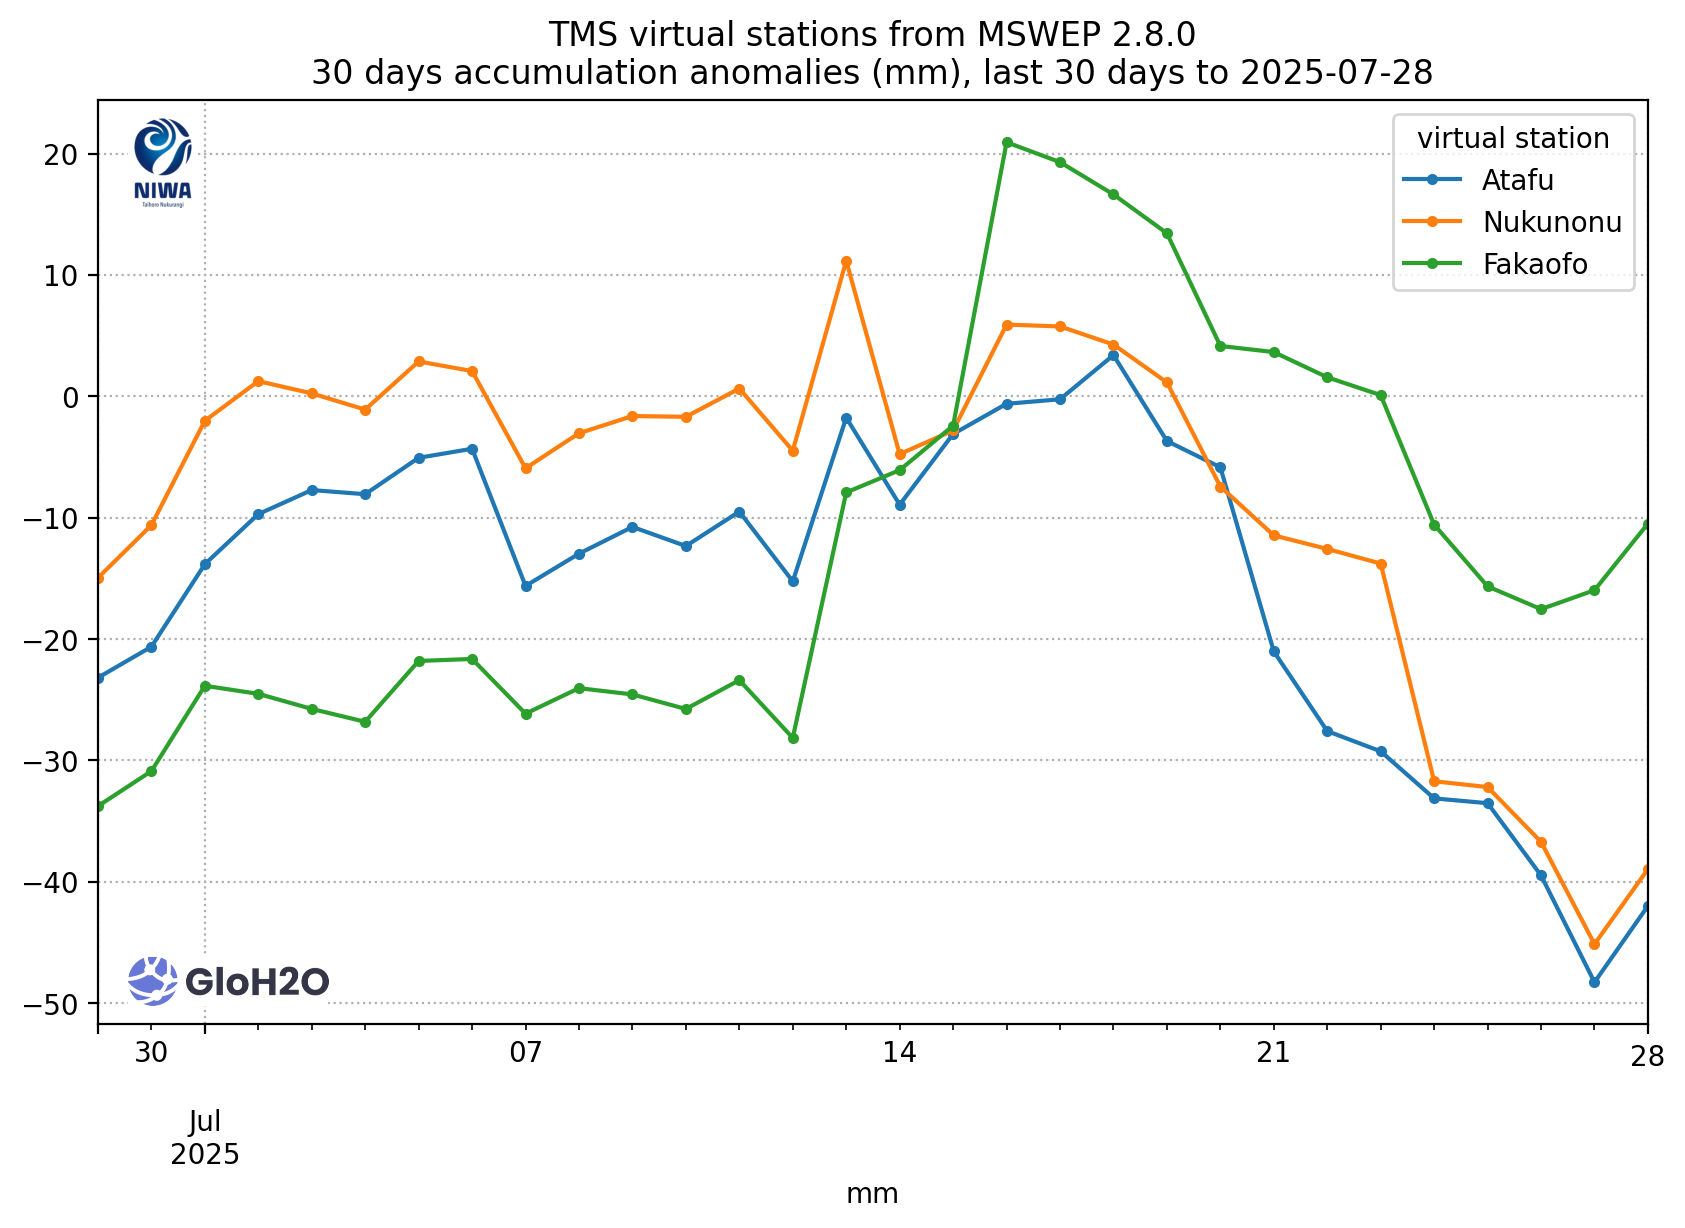 TMS virtual stations from MSWEP 2.8.0
30 days accumulation anomalies (mm), last 30 days to 2025-07-28
NIWA
Taihoro Nukurangi
virtual station
Atafu
Nukunonu
Fakaofo
20
10
0
−10
−20
−30
−40
−50
GloH2O
30
07
14
21
28
Jul
2025
mm